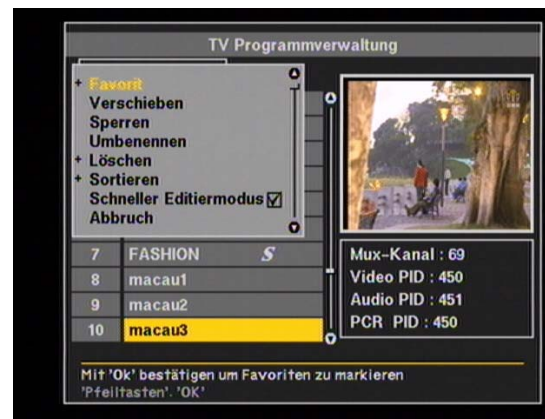 TV Programmverwaltung
+ Favorit
Verschieben
Sperren
Umbenennen
+ Löschen
+ Sortieren
Schneller Editiermodus
Abbruch
7 FASHION S
8 macau1
9 macau2
10 macau3
Mux-Kanal : 69
Video PID : 450
Audio PID : 451
PCR PID : 450
Mit 'Ok' bestätigen um Favoriten zu markieren
'Pfeiltasten'. 'OK'